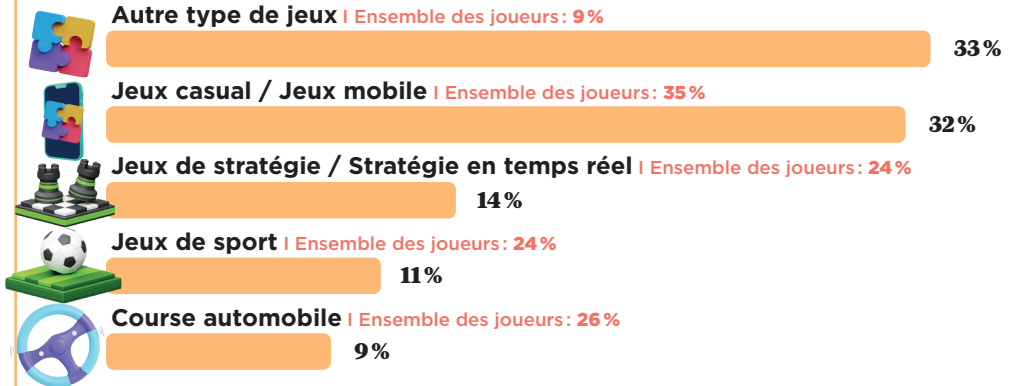 Autre type de jeux I Ensemble des joueurs : 9 %
33 %
Jeux casual / Jeux mobile I Ensemble des joueurs : 35 %
32 %
Jeux de stratégie / Stratégie en temps réel I Ensemble des joueurs : 24 %
14 %
Jeux de sport I Ensemble des joueurs : 24 %
11 %
Course automobile I Ensemble des joueurs : 26 %
9 %